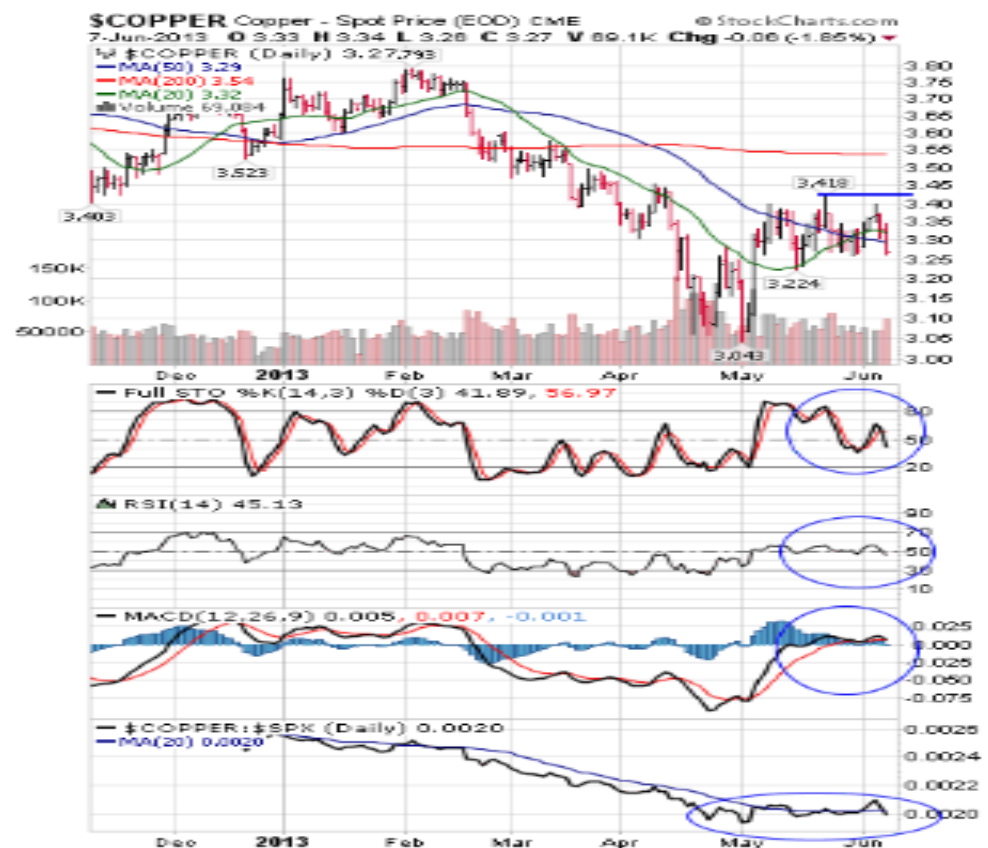 $COPPER Copper - Spot Price (EOD) CME © StockCharts.com
7-Jun-2013 O 3.33 H 3.34 L 3.26 C 3.27 V 69.1K Chg -0.06 (-1.85%)
$COPPER (Daily) 3.27
3.793
MA(50) 3.29
MA(200) 3.54
MA(20) 3.32
Volume 69,084
3.80
3.75
3.70
3.65
3.60
3.55
3.50
3.45
3.40
3.35
3.30
3.25
3.20
3.15
3.10
3.05
3.00
3.523
3.403
3.418
3.224
3.043
150K
100K
50000
Dec 2013 Feb Mar Apr May Jun
Full STO %K(14,3) %D(3) 41.89, 56.97
80
50
20
RSI(14) 45.13
90
70
50
30
10
MACD(12,26,9) 0.005, 0.007, -0.001
0.025
0.000
-0.025
-0.050
-0.075
$COPPER:$SPX (Daily) 0.0020
MA(20) 0.0020
0.0026
0.0024
0.0022
0.0020
Dec 2013 Feb Mar Apr May Jun